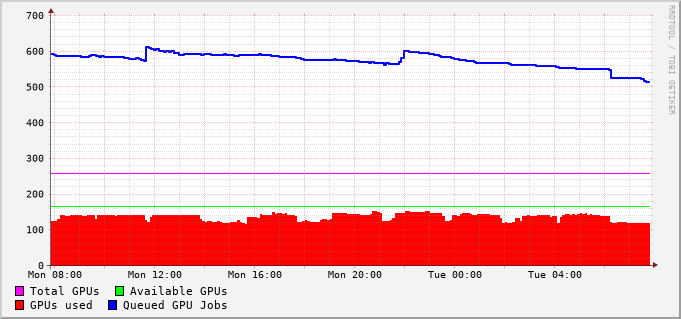 700
600
500
400
300
200
100
0
Mon 08:00 Mon 12:00 Mon 16:00 Mon 20:00 Tue 00:00 Tue 04:00
Total GPUs Available GPUs
GPUs used Queued GPU Jobs
RRDTOOL / TOBI OETIKER